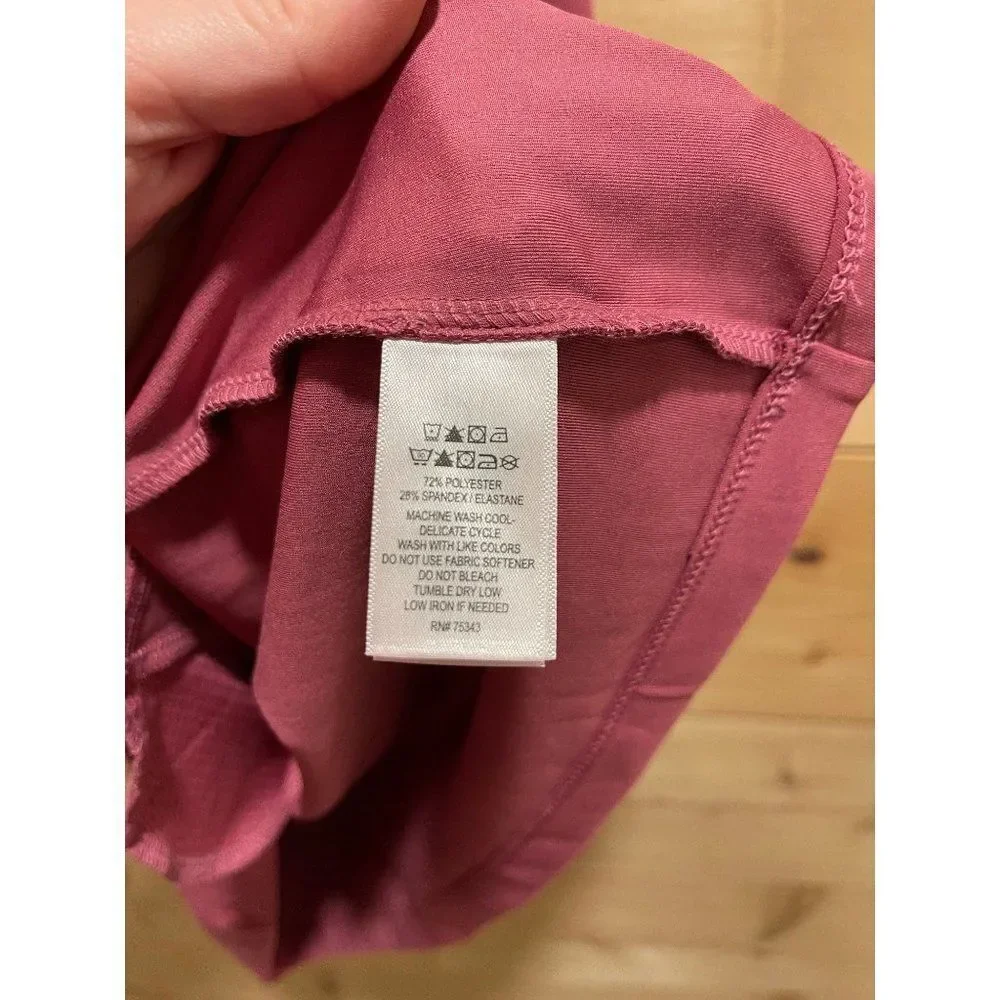 72% POLYESTER
28% SPANDEX / ELASTANE
MACHINE WASH COOL-
DELICATE CYCLE
WASH WITH LIKE COLORS
DO NOT USE FABRIC SOFTENER
DO NOT BLEACH
TUMBLE DRY LOW
LOW IRON IF NEEDED
RN# 75343